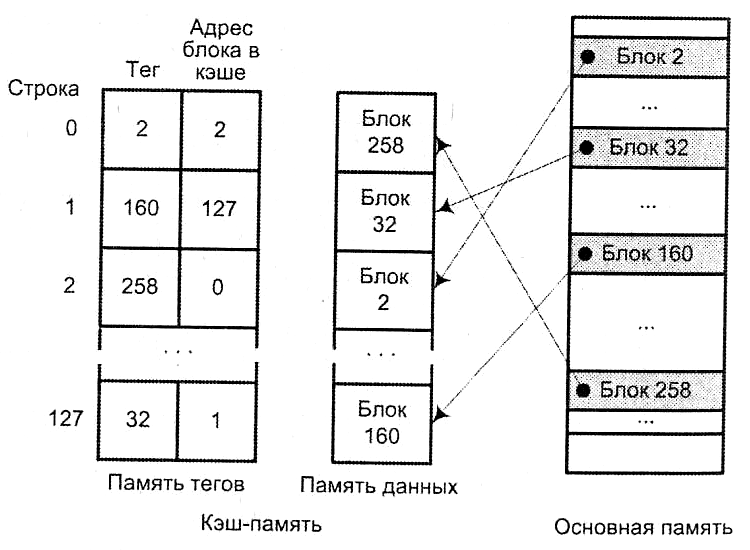 Строка
Тег
Адрес
блока в
кэше
0
2
2
1
160
127
2
258
0
. . .
127
32
1
Память тегов
Блок
258
Блок
32
Блок
2
. . .
Блок
160
Память данных
Кэш-память
Блок 2
...
Блок 32
...
Блок 160
...
Блок 258
...
Основная память